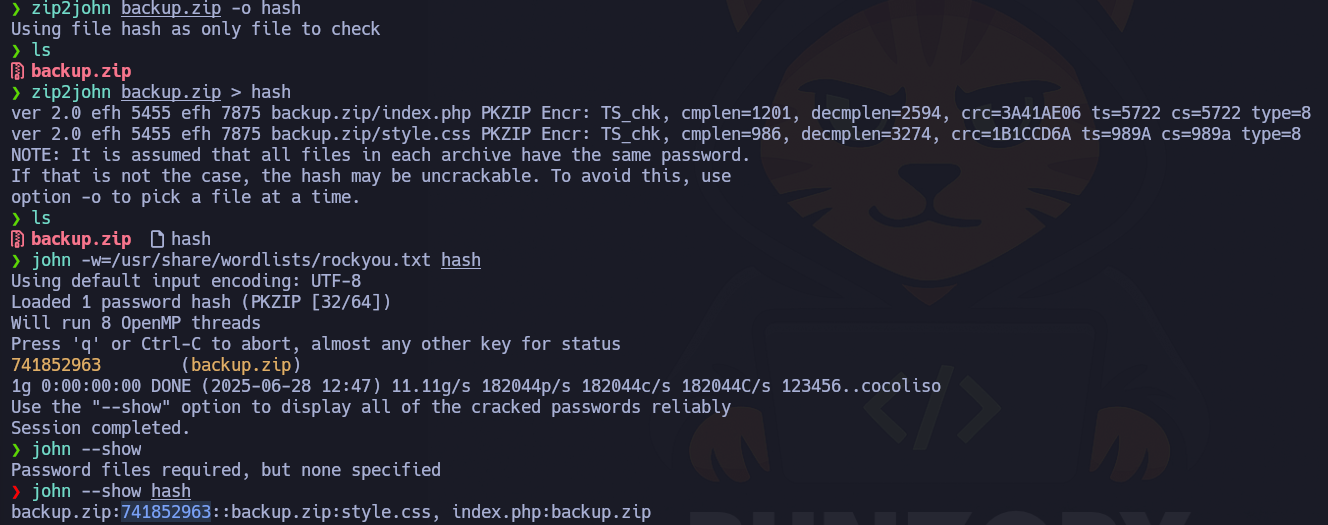 ❯ zip2john backup.zip -o hash
Using file hash as only file to check
❯ ls
backup.zip
❯ zip2john backup.zip > hash
ver 2.0 efh 5455 efh 7875 backup.zip/index.php PKZIP Encr: TS_chk, cmplen=1201, decmplen=2594, crc=3A41AE06 ts=5722 cs=5722 type=8
ver 2.0 efh 5455 efh 7875 backup.zip/style.css PKZIP Encr: TS_chk, cmplen=986, decmplen=3274, crc=1B1CCD6A ts=989A cs=989a type=8
NOTE: It is assumed that all files in each archive have the same password.
If that is not the case, the hash may be uncrackable. To avoid this, use
option -o to pick a file at a time.
❯ ls
backup.zip hash
❯ john -w=/usr/share/wordlists/rockyou.txt hash
Using default input encoding: UTF-8
Loaded 1 password hash (PKZIP [32/64])
Will run 8 OpenMP threads
Press 'q' or Ctrl-C to abort, almost any other key for status
741852963 (backup.zip)
1g 0:00:00:00 DONE (2025-06-28 12:47) 11.11g/s 182044p/s 182044c/s 182044C/s 123456..cocoliso
Use the "--show" option to display all of the cracked passwords reliably
Session completed.
❯ john --show
Password files required, but none specified
❯ john --show hash
backup.zip:741852963::backup.zip:style.css, index.php:backup.zip